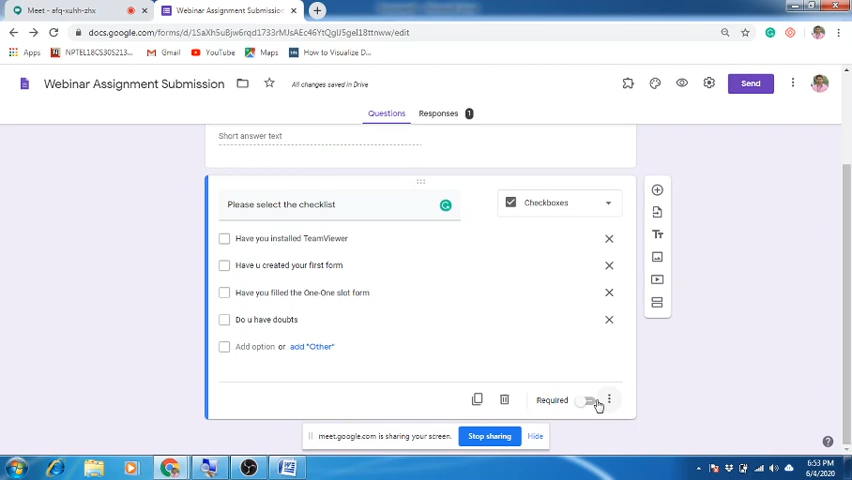 Meet - afq-xuhh-zhx
Webinar Assignment Submission
docs.google.com/forms/d/1SaXh5uBjw6rqd1733rMJsAEc46YtQglJ5geI18ttnww/edit
Apps
NPTEL18CS30S213...
Gmail
YouTube
Maps
How to Visualize D...
Webinar Assignment Submission
All changes saved in Drive
Send
Questions
Responses
1
Short answer text
Please select the checklist
Checkboxes
Have you installed TeamViewer
Have u created your first form
Have you filled the One-One slot form
Do u have doubts
Add option or add "Other"
Required
meet.google.com is sharing your screen.
Stop sharing
Hide
6:53 PM
6/4/2020